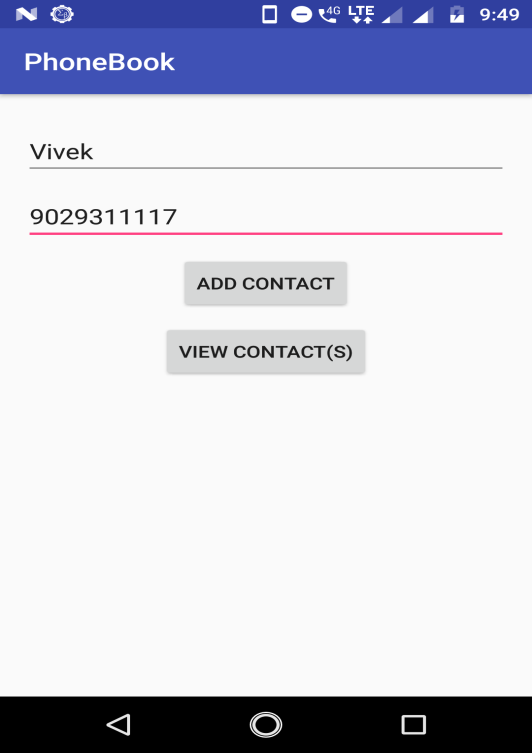 4G LTE 9:49
PhoneBook
Vivek
9029311117
ADD CONTACT
VIEW CONTACT(S)